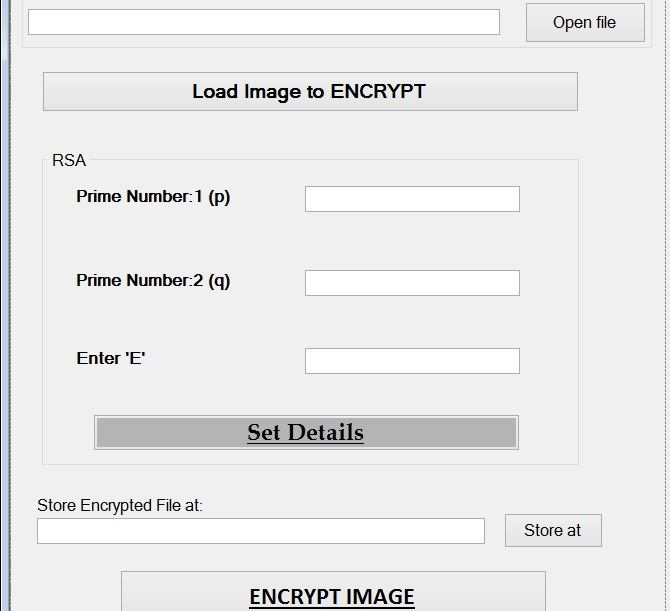 Open file
Load Image to ENCRYPT
RSA
Prime Number:1 (p)
Prime Number:2 (q)
Enter 'E'
Set Details
Store Encrypted File at:
Store at
ENCRYPT IMAGE